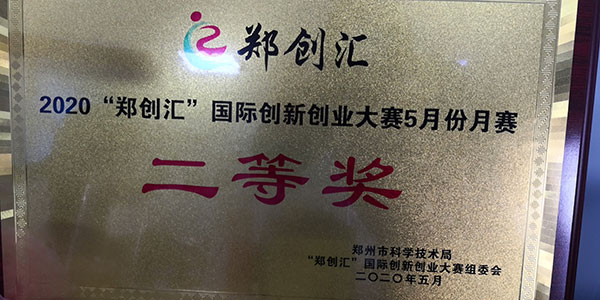 郑创汇
2020“郑创汇”国际创新创业大赛5月份月赛
二等奖
郑州市科学技术局
“郑创汇”国际创新创业大赛组委会
二〇二〇年五月